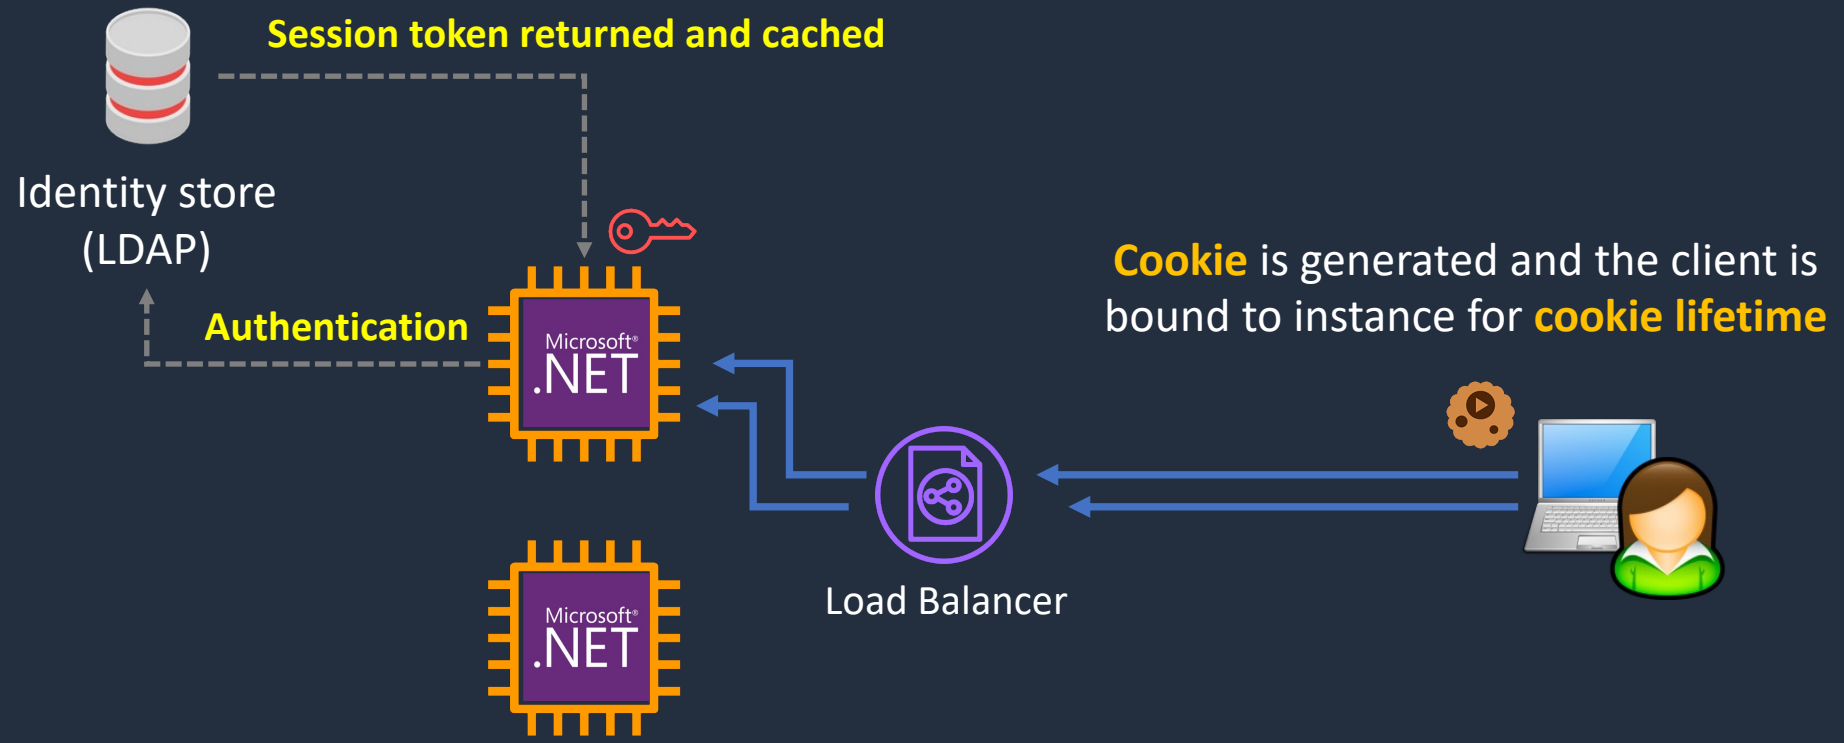 Session token returned and cached
Identity store
(LDAP)
Authentication
Microsoft®
.NET
Cookie is generated and the client is
bound to instance for cookie lifetime
Load Balancer
Microsoft®
.NET